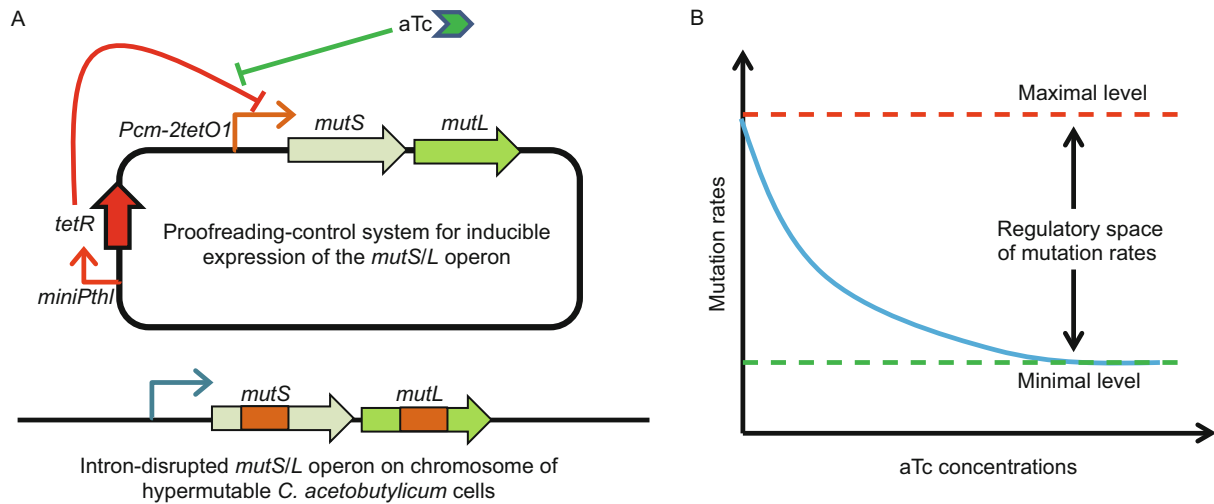 A
aTc
Pcm-2tetO1
mutS
mutL
tetR
miniPthl
Proofreading-control system for inducible
expression of the mutS/L operon
mutS
mutL
Intron-disrupted mutS/L operon on chromosome of
hypermutable C. acetobutylicum cells
B
Mutation rates
Maximal level
Regulatory space
of mutation rates
Minimal level
aTc concentrations